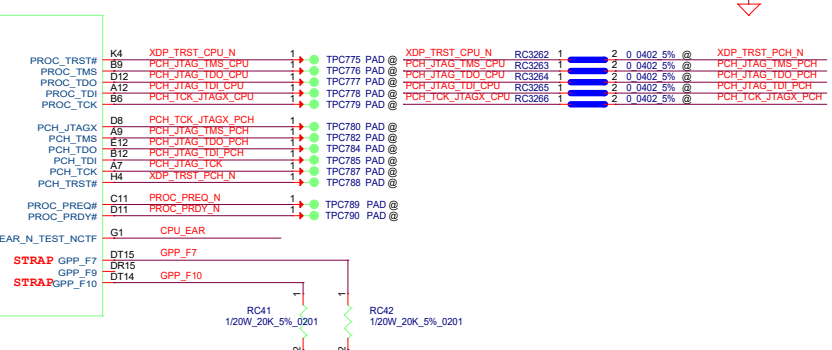 PROC_TRST# K4 XDP_TRST_CPU_N 1 TPC775 PAD @ XDP_TRST_CPU_N RC3262 1 2 0_0402_5% @ XDP_TRST_PCH_N
PROC_TMS B9 PCH_JTAG_TMS_CPU 1 TPC776 PAD @ PCH_JTAG_TMS_CPU RC3263 1 2 0_0402_5% @ PCH_JTAG_TMS_PCH
PROC_TDO D12 PCH_JTAG_TDO_CPU 1 TPC777 PAD @ PCH_JTAG_TDO_CPU RC3264 1 2 0_0402_5% @ PCH_JTAG_TDO_PCH
PROC_TDI A12 PCH_JTAG_TDI_CPU 1 TPC778 PAD @ PCH_JTAG_TDI_CPU RC3265 1 2 0_0402_5% @ PCH_JTAG_TDI_PCH
PROC_TCK B6 PCH_TCK_JTAGX_CPU 1 TPC779 PAD @ PCH_TCK_JTAGX_CPU RC3266 1 2 0_0402_5% @ PCH_TCK_JTAGX_PCH
PCH_JTAGX D8 PCH_TCK_JTAGX_PCH 1 TPC780 PAD @
PCH_TMS A9 PCH_JTAG_TMS_PCH 1 TPC782 PAD @
PCH_TDO E12 PCH_JTAG_TDO_PCH 1 TPC784 PAD @
PCH_TDI B12 PCH_JTAG_TDI_PCH 1 TPC785 PAD @
PCH_TCK A7 PCH_JTAG_TCK 1 TPC787 PAD @
PCH_TRST# H4 XDP_TRST_PCH_N 1 TPC788 PAD @
PROC_PREQ# C11 PROC_PREQ_N 1 TPC789 PAD @
PROC_PRDY# D11 PROC_PRDY_N 1 TPC790 PAD @
EAR_N_TEST_NCTF G1 CPU_EAR
STRAP GPP_F7 DT15 GPP_F7
GPP_F9 DR15
STRAP GPP_F10 DT14 GPP_F10
1 1
RC41 RC42
1/20W_20K_5%_0201 1/20W_20K_5%_0201
2 2